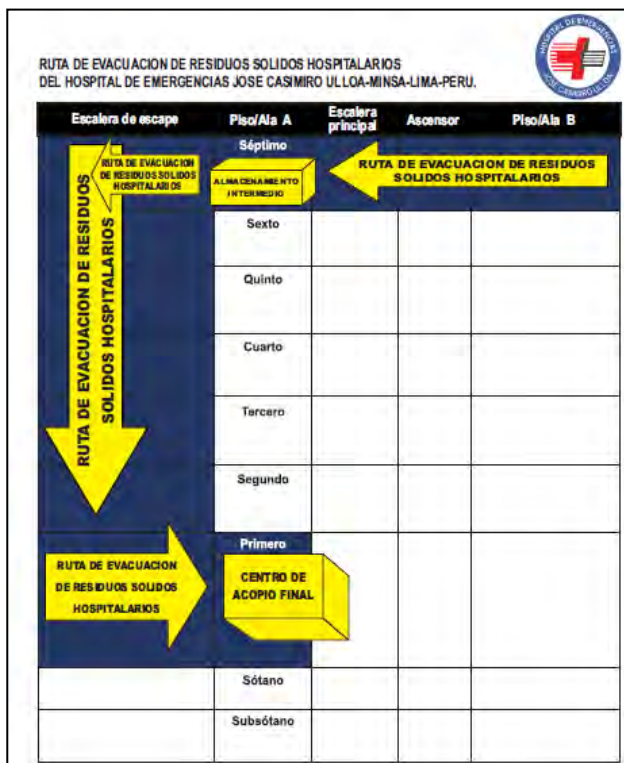 HOSPITAL DE EMERGENCIAS
JOSE CASIMIRO ULLOA
RUTA DE EVACUACION DE RESIDUOS SOLIDOS HOSPITALARIOS
DEL HOSPITAL DE EMERGENCIAS JOSE CASIMIRO ULLOA-MINSA-LIMA-PERU.
Escalera de escape
Piso/Ala A
Escalera
principal
Ascensor
Piso/Ala B
Séptimo
RUTA DE EVACUACION
DE RESIDUOS SOLIDOS
HOSPITALARIOS
ALMACENAMIENTO
INTERMEDIO
RUTA DE EVACUACION DE RESIDUOS
SOLIDOS HOSPITALARIOS
RUTA DE EVACUACION DE RESIDUOS
SOLIDOS HOSPITALARIOS
Sexto
Quinto
Cuarto
Tercero
Segundo
Primero
RUTA DE EVACUACION
DE RESIDUOS SOLIDOS
HOSPITALARIOS
CENTRO DE
ACOPIO FINAL
Sótano
Subsótano